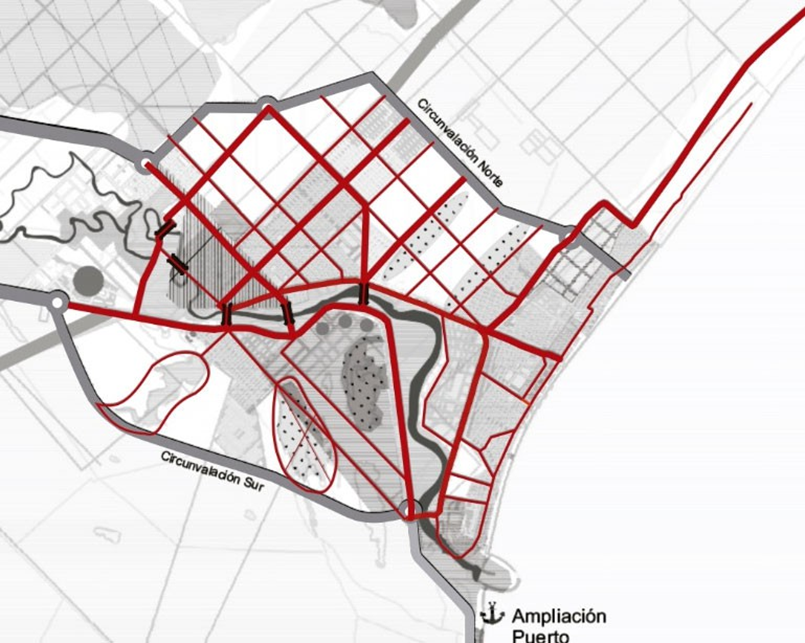 Circunvalación Norte
Circunvalación Sur
Ampliación
Puerto